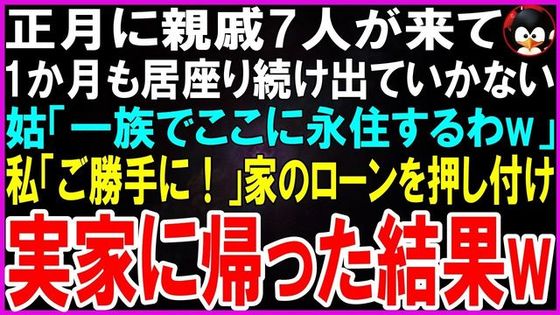 正月に親戚7人が来て
1か月も居座り続け出ていかない
姑「一族でここに永住するわw」
私「ご勝手に！」家のローンを押し付け
実家に帰った結果w